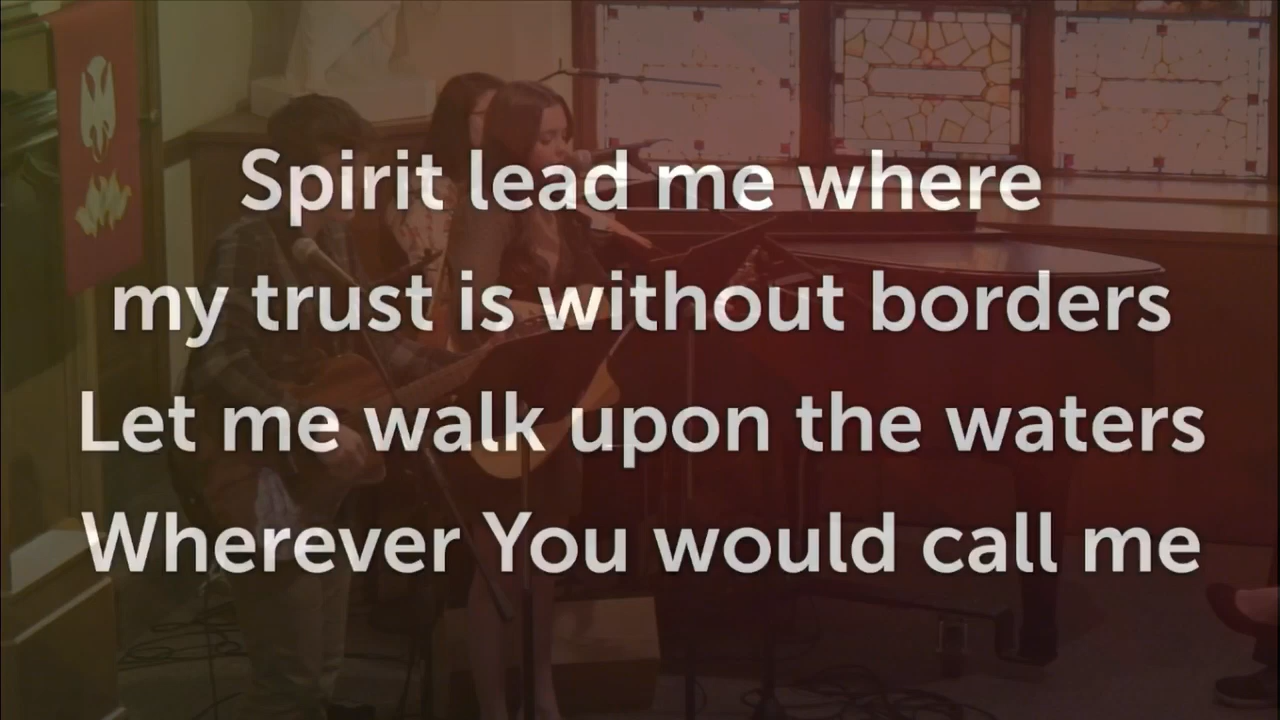 Spirit lead me where
my trust is without borders
Let me walk upon the waters
Wherever You would call me